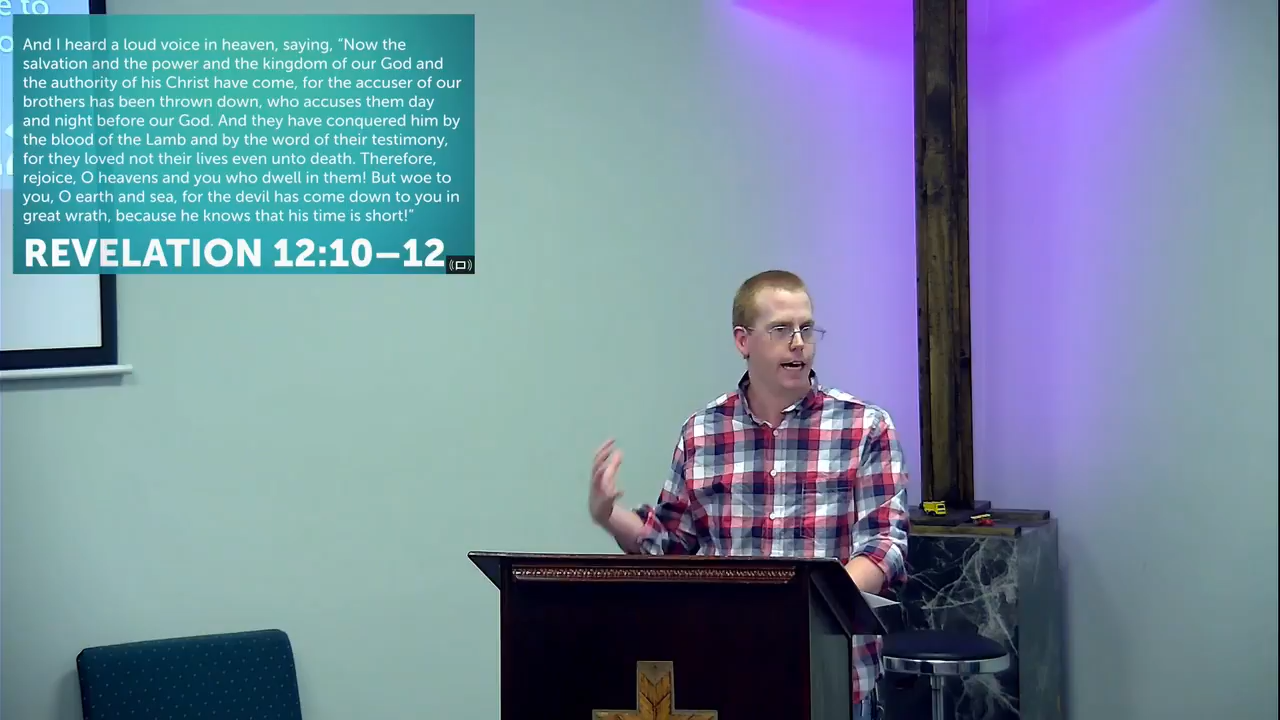 e to
And I heard a loud voice in heaven, saying, “Now the
salvation and the power and the kingdom of our God and
the authority of his Christ have come, for the accuser of our
brothers has been thrown down, who accuses them day
and night before our God. And they have conquered him by
the blood of the Lamb and by the word of their testimony,
for they loved not their lives even unto death. Therefore,
rejoice, O heavens and you who dwell in them! But woe to
you, O earth and sea, for the devil has come down to you in
great wrath, because he knows that his time is short!”
REVELATION 12:10–12